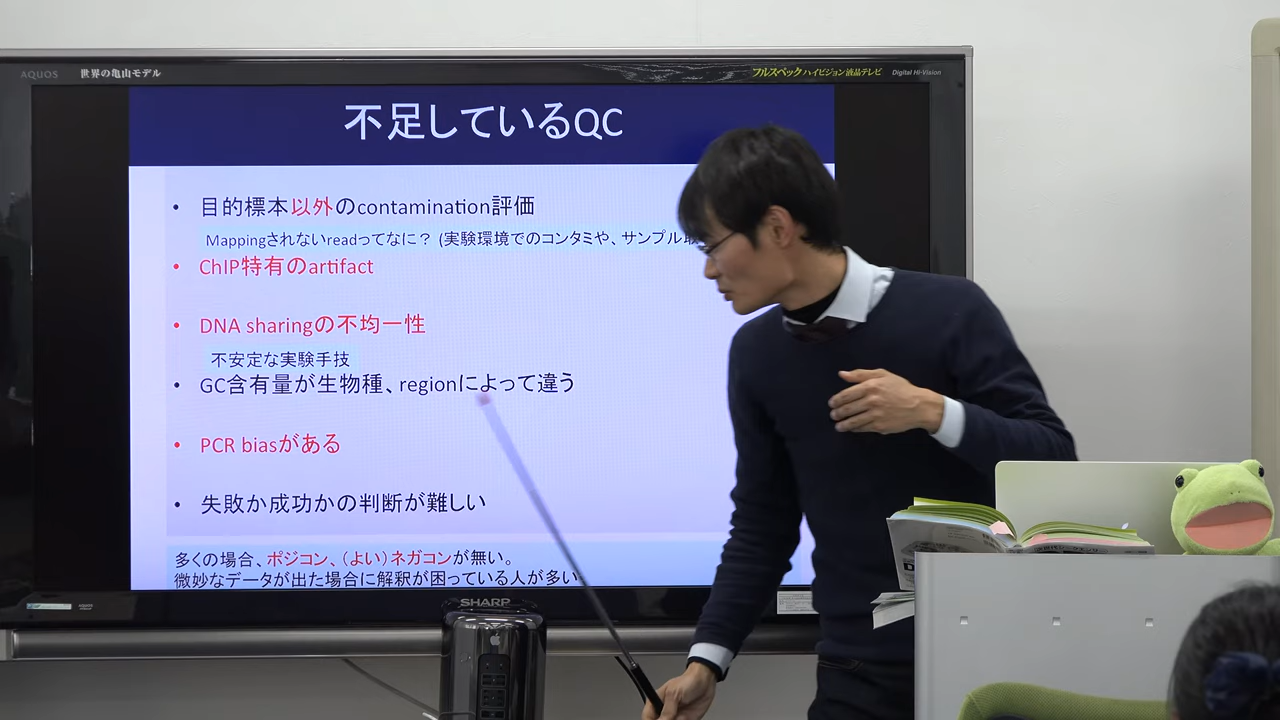 AQUOS 世界の亀山モデル
フルスペックハイビジョン液晶テレビ Digital Hi-Vision
不足しているQC
• 目的標本以外のcontamination評価
Mappingされないreadってなに？ (実験環境でのコンタミや、サンプル
• ChIP特有のartifact
• DNA sharingの不均一性
不安定な実験手技
• GC含有量が生物種、regionによって違う
• PCR biasがある
• 失敗か成功かの判断が難しい
多くの場合、ポジコン、（よい）ネガコンが無い。
微妙なデータが出た場合に解釈が困っている人が多い
SHARP